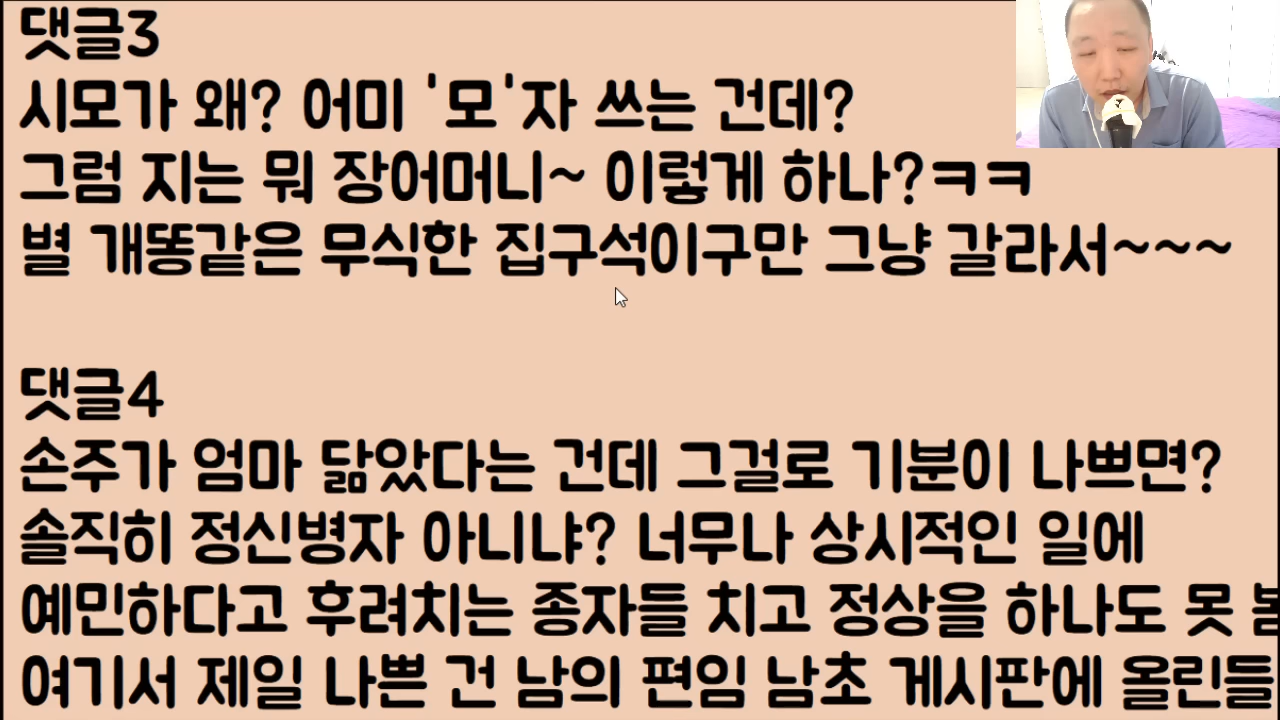 댓글3
시모가 왜? 어미 '모'자 쓰는 건데?
그럼 지는 뭐 장어머니~ 이렇게 하나?ㅋㅋ
별 개똥같은 무식한 집구석이구만 그냥 갈라서~~~
댓글4
손주가 엄마 닮았다는 건데 그걸로 기분이 나쁘면?
솔직히 정신병자 아니냐? 너무나 상시적인 일에
예민하다고 후려치는 종자들 치고 정상을 하나도 못
여기서 제일 나쁜 건 남의 편임 남초 게시판에 올린들